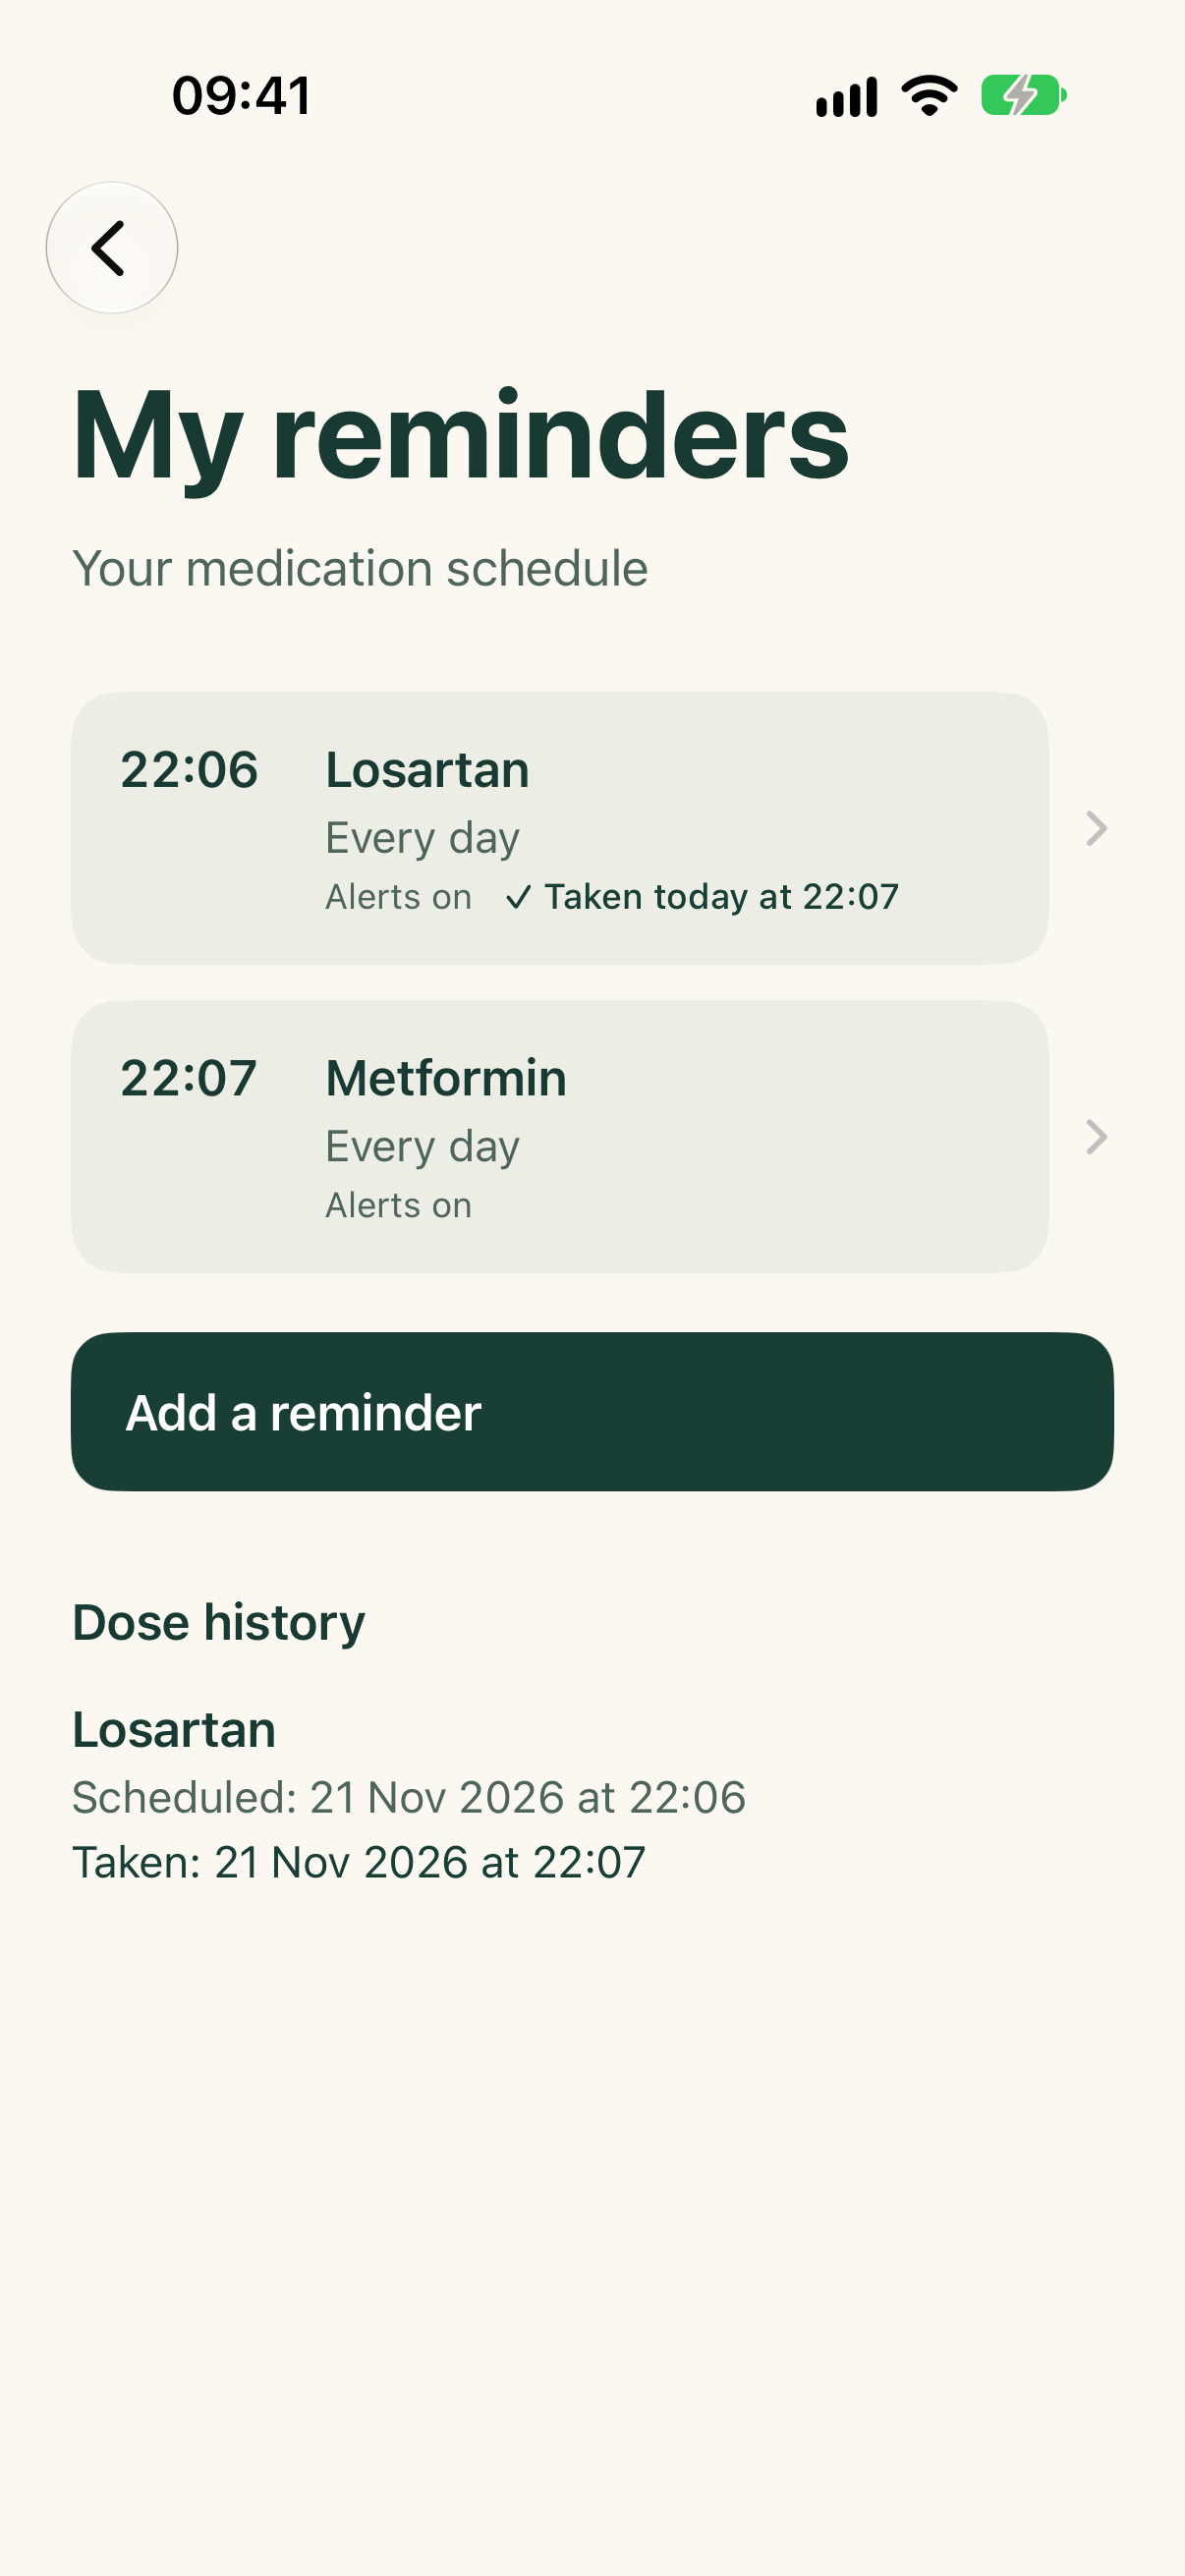 09:41
My reminders
Your medication schedule
22:06 Losartan
Every day
Alerts on ✓ Taken today at 22:07
22:07 Metformin
Every day
Alerts on
Add a reminder
Dose history
Losartan
Scheduled: 21 Nov 2026 at 22:06
Taken: 21 Nov 2026 at 22:07